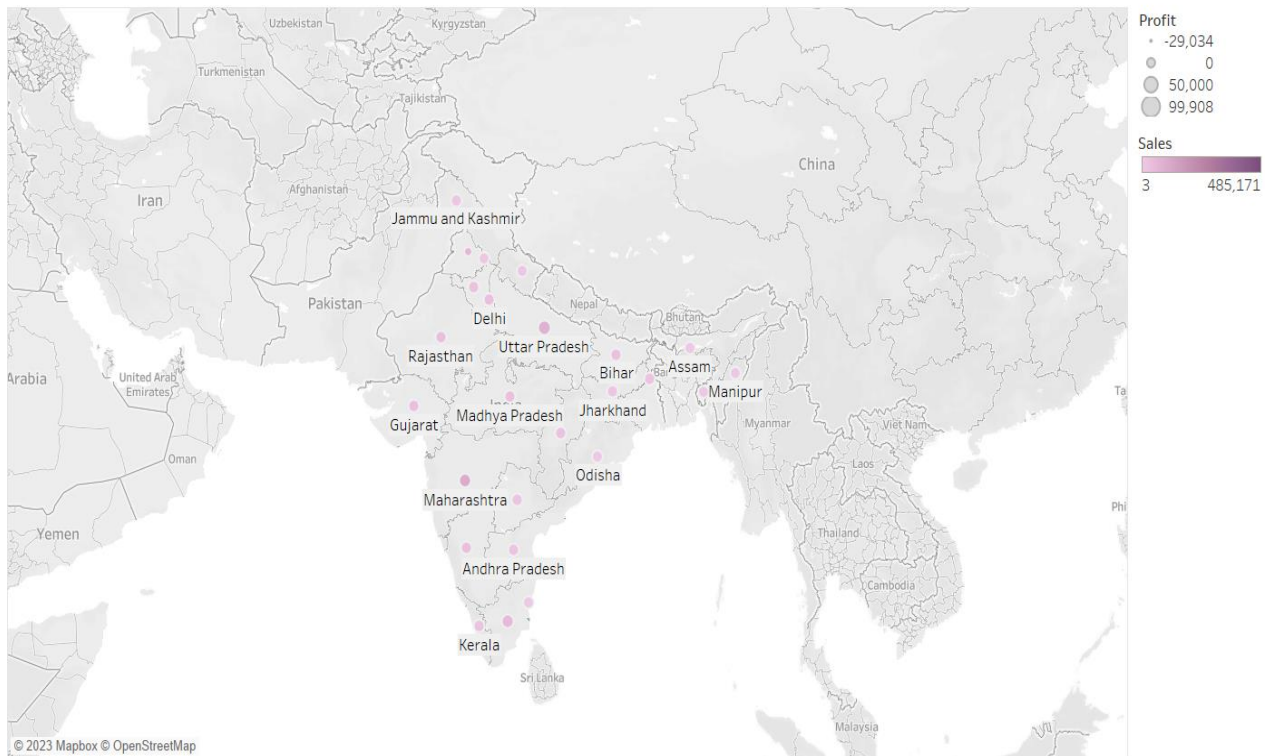 Uzbekistan
Kyrgyzstan
Turkmenistan
Tajikistan
China
Afghanistan
Iran
Jammu and Kashmir
Pakistan
Nepal
Delhi
Bhutan
Uttar Pradesh
Rajasthan
Assam
Bihar
Ba
Arabia
United Arab
Emirates
Manipur
Jharkhand
Madhya Pradesh
Gujarat
Myanmar
Viet Nam
Oman
Laos
Odisha
Maharashtra
Yemen
Thailand
Phi
Ta
Andhra Pradesh
Cambodia
Kerala
Sri Lanka
Malaysia
© 2023 Mapbox © OpenStreetMap
Profit
-29,034
0
50,000
99,908
Sales
3 485,171